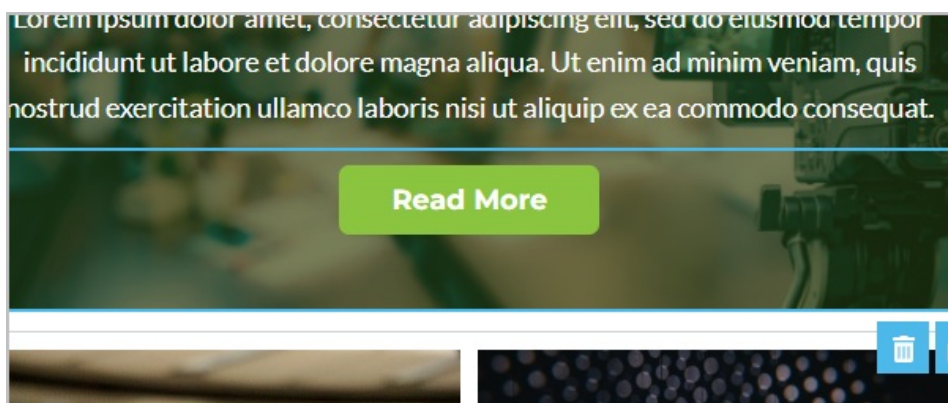 Lorem ipsum dolor amet, consectetur adipiscing elit, sed do eiusmod tempor
incididunt ut labore et dolore magna aliqua. Ut enim ad minim veniam, quis
nostrud exercitation ullamco laboris nisi ut aliquip ex ea commodo consequat.
Read More